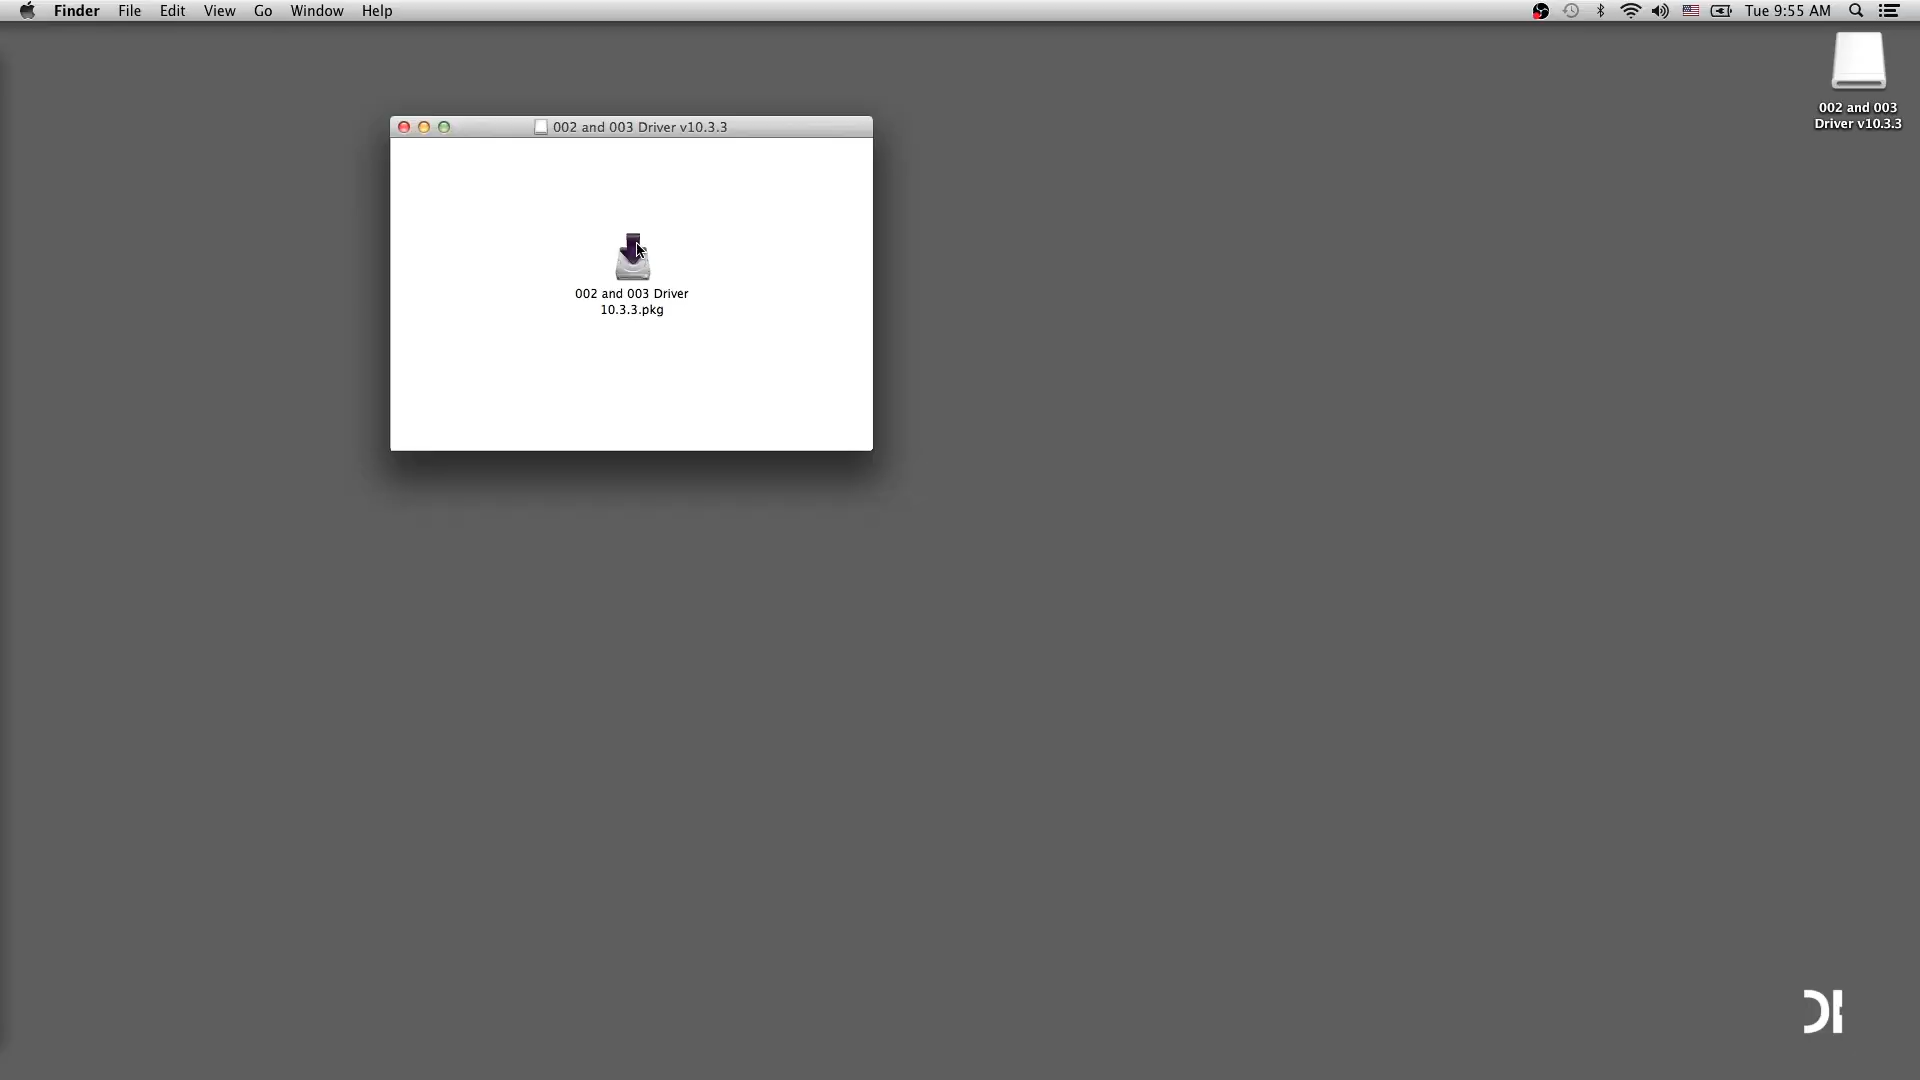 Finder File Edit View Go Window Help
Tue 9:55 AM
002 and 003
Driver v10.3.3
002 and 003 Driver v10.3.3
002 and 003 Driver
10.3.3.pkg